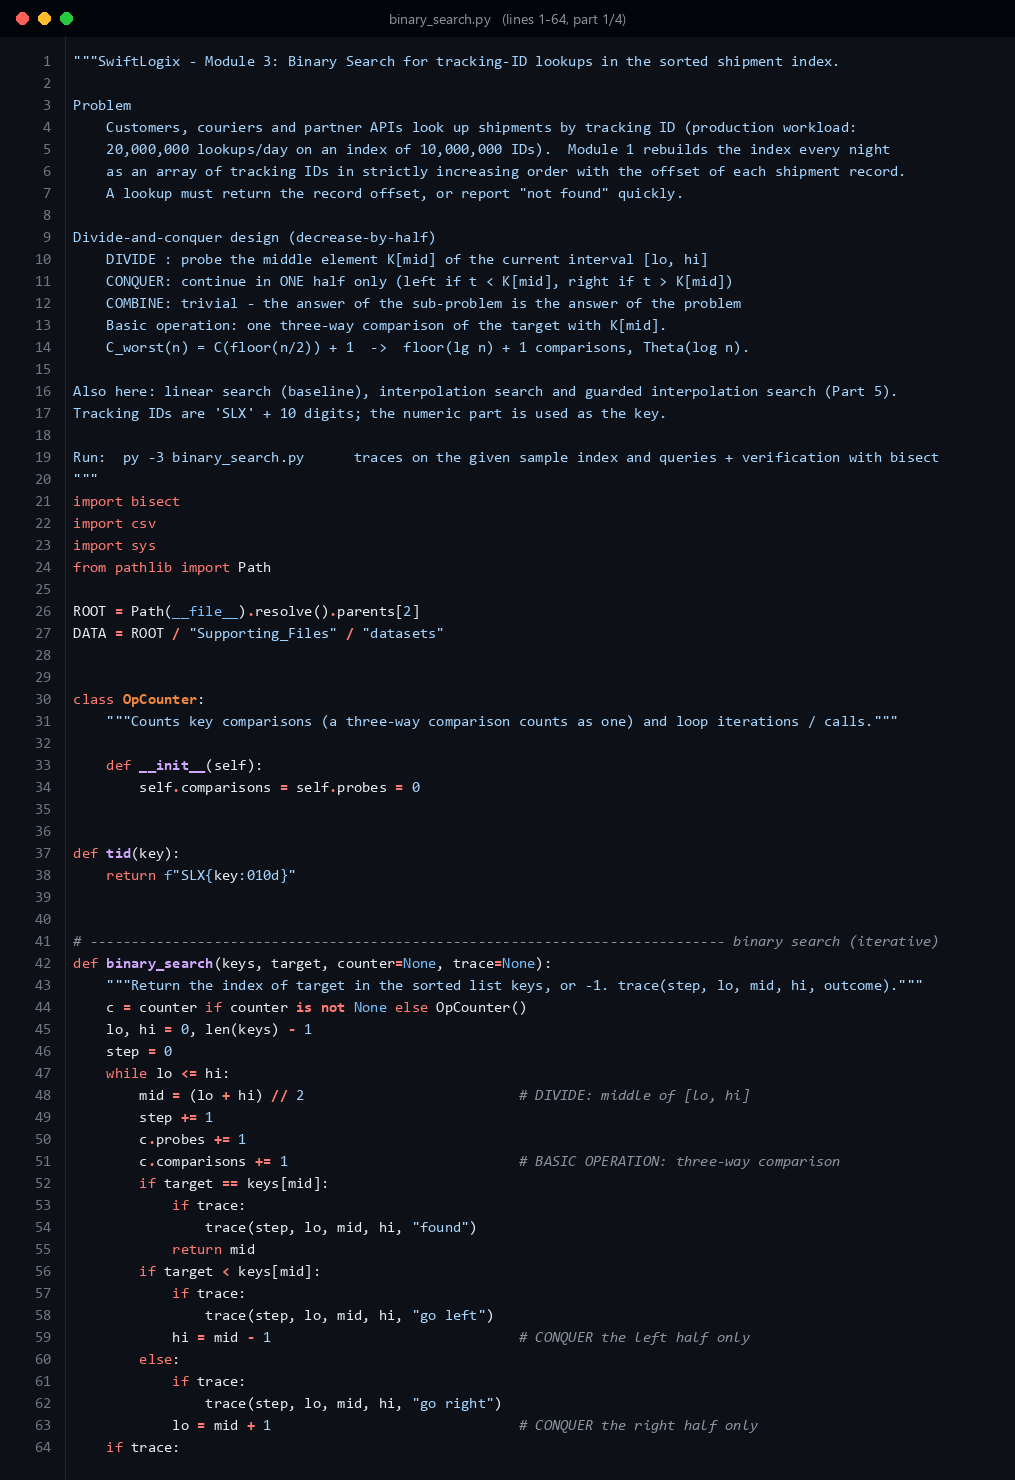 binary_search.py (lines 1-64, part 1/4)
1 """SwiftLogix - Module 3: Binary Search for tracking-ID lookups in the sorted shipment index.
2
3 Problem
4     Customers, couriers and partner APIs look up shipments by tracking ID (production workload:
5     20,000,000 lookups/day on an index of 10,000,000 IDs).  Module 1 rebuilds the index every night
6     as an array of tracking IDs in strictly increasing order with the offset of each shipment record.
7     A lookup must return the record offset, or report "not found" quickly.
8
9 Divide-and-conquer design (decrease-by-half)
10     DIVIDE : probe the middle element K[mid] of the current interval [lo, hi]
11     CONQUER: continue in ONE half only (left if t < K[mid], right if t > K[mid])
12     COMBINE: trivial - the answer of the sub-problem is the answer of the problem
13     Basic operation: one three-way comparison of the target with K[mid].
14     C_worst(n) = C(floor(n/2)) + 1  ->  floor(lg n) + 1 comparisons, Theta(log n).
15
16 Also here: linear search (baseline), interpolation search and guarded interpolation search (Part 5).
17 Tracking IDs are 'SLX' + 10 digits; the numeric part is used as the key.
18
19 Run:  py -3 binary_search.py      traces on the given sample index and queries + verification with bisect
20 """
21 import bisect
22 import csv
23 import sys
24 from pathlib import Path
25
26 ROOT = Path(__file__).resolve().parents[2]
27 DATA = ROOT / "Supporting_Files" / "datasets"
28
29
30 class OpCounter:
31     """Counts key comparisons (a three-way comparison counts as one) and loop iterations / calls."""
32
33     def __init__(self):
34         self.comparisons = self.probes = 0
35
36
37 def tid(key):
38     return f"SLX{key:010d}"
39
40
41 # ----------------------------------------------------------------------------- binary search (iterative)
42 def binary_search(keys, target, counter=None, trace=None):
43     """Return the index of target in the sorted list keys, or -1. trace(step, lo, mid, hi, outcome)."""
44     c = counter if counter is not None else OpCounter()
45     lo, hi = 0, len(keys) - 1
46     step = 0
47     while lo <= hi:
48         mid = (lo + hi) // 2                          # DIVIDE: middle of [lo, hi]
49         step += 1
50         c.probes += 1
51         c.comparisons += 1                            # BASIC OPERATION: three-way comparison
52         if target == keys[mid]:
53             if trace:
54                 trace(step, lo, mid, hi, "found")
55             return mid
56         if target < keys[mid]:
57             if trace:
58                 trace(step, lo, mid, hi, "go left")
59             hi = mid - 1                              # CONQUER the left half only
60         else:
61             if trace:
62                 trace(step, lo, mid, hi, "go right")
63             lo = mid + 1                              # CONQUER the right half only
64     if trace: